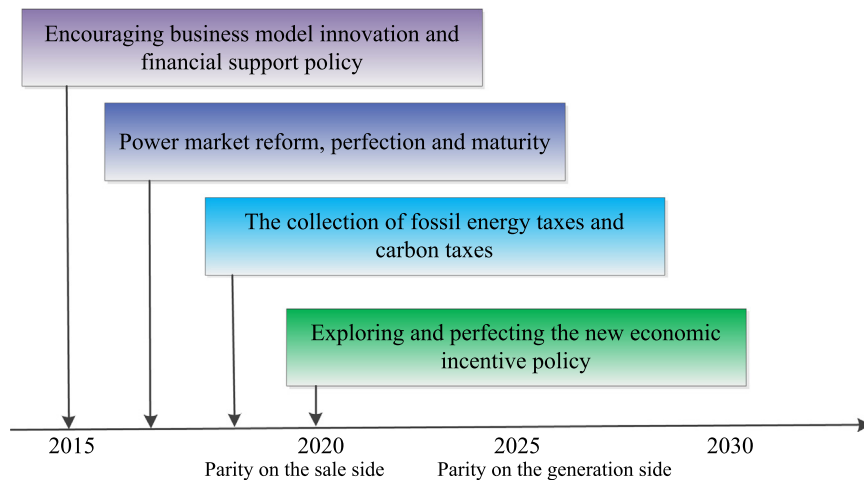 Encouraging business model innovation and
financial support policy
Power market reform, perfection and maturity
The collection of fossil energy taxes and
carbon taxes
Exploring and perfecting the new economic
incentive policy
2015 2020 2025 2030
Parity on the sale side Parity on the generation side